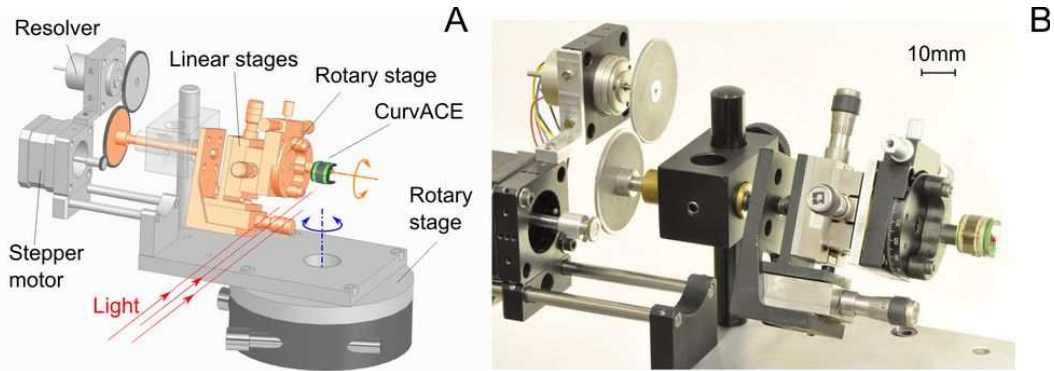 A
B
Resolver
Linear stages
Rotary stage
CurvACE
10mm
Rotary
stage
Stepper
motor
Light